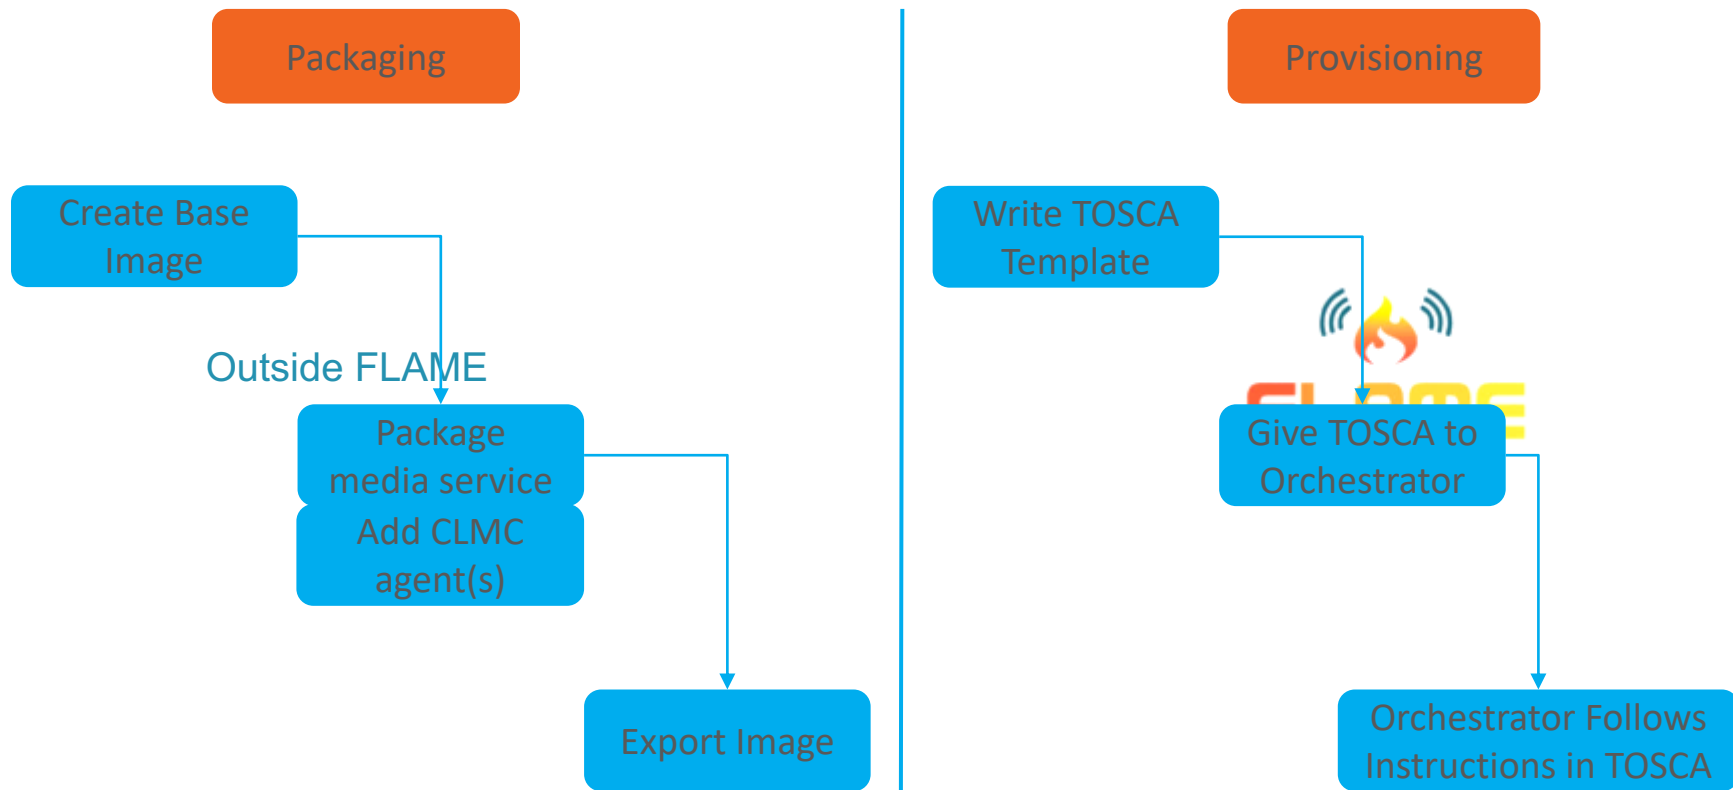 Packaging
Create Base
Image
Outside FLAME
Package
media service
Add CLMC
agent(s)
Export Image
Provisioning
Write TOSCA
Template
FLAME
Give TOSCA to
Orchestrator
Orchestrator Follows
Instructions in TOSCA